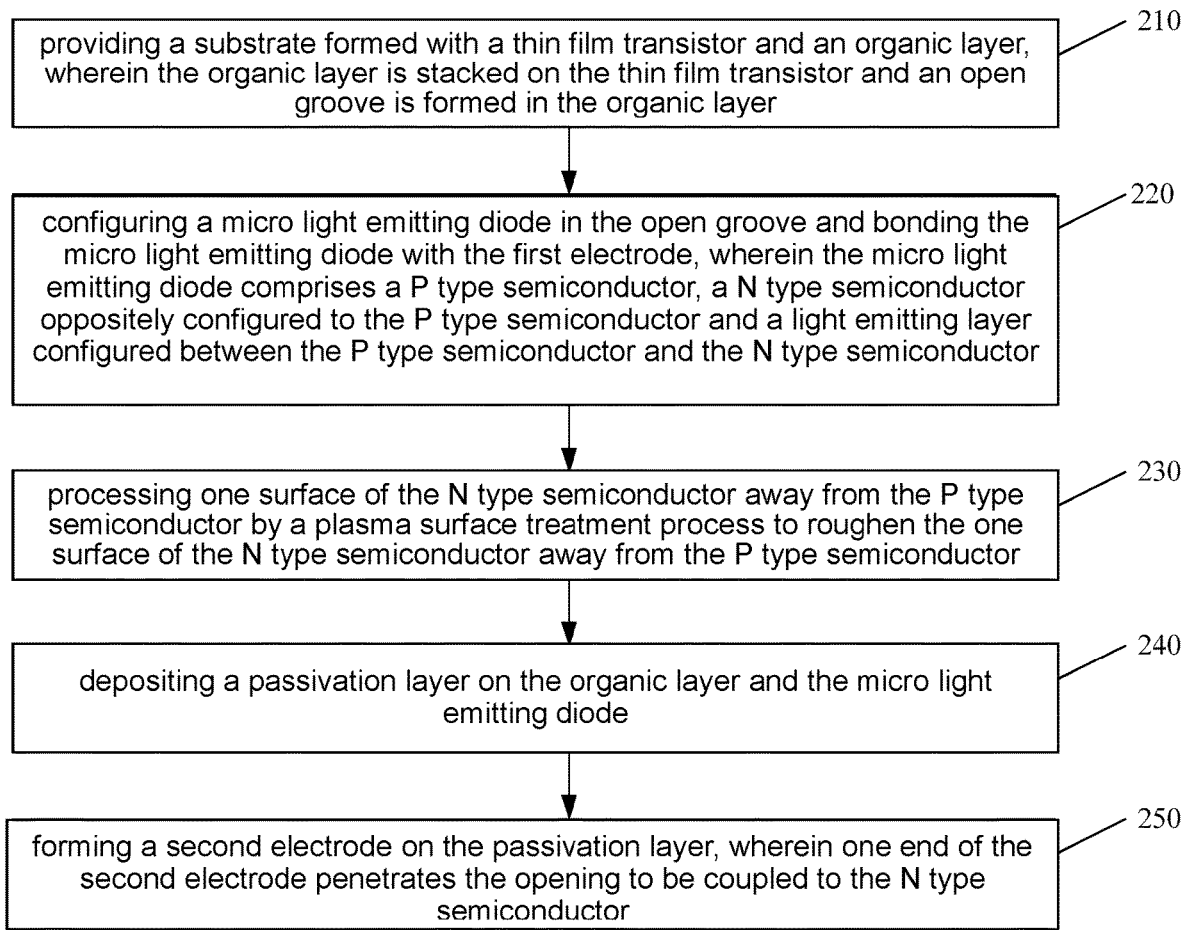 210
providing a substrate formed with a thin film transistor and an organic layer,
wherein the organic layer is stacked on the thin film transistor and an open
groove is formed in the organic layer
220
configuring a micro light emitting diode in the open groove and bonding the
micro light emitting diode with the first electrode, wherein the micro light
emitting diode comprises a P type semiconductor, a N type semiconductor
oppositely configured to the P type semiconductor and a light emitting layer
configured between the P type semiconductor and the N type semiconductor
230
processing one surface of the N type semiconductor away from the P type
semiconductor by a plasma surface treatment process to roughen the one
surface of the N type semiconductor away from the P type semiconductor
240
depositing a passivation layer on the organic layer and the micro light
emitting diode
250
forming a second electrode on the passivation layer, wherein one end of the
second electrode penetrates the opening to be coupled to the N type
semiconductor